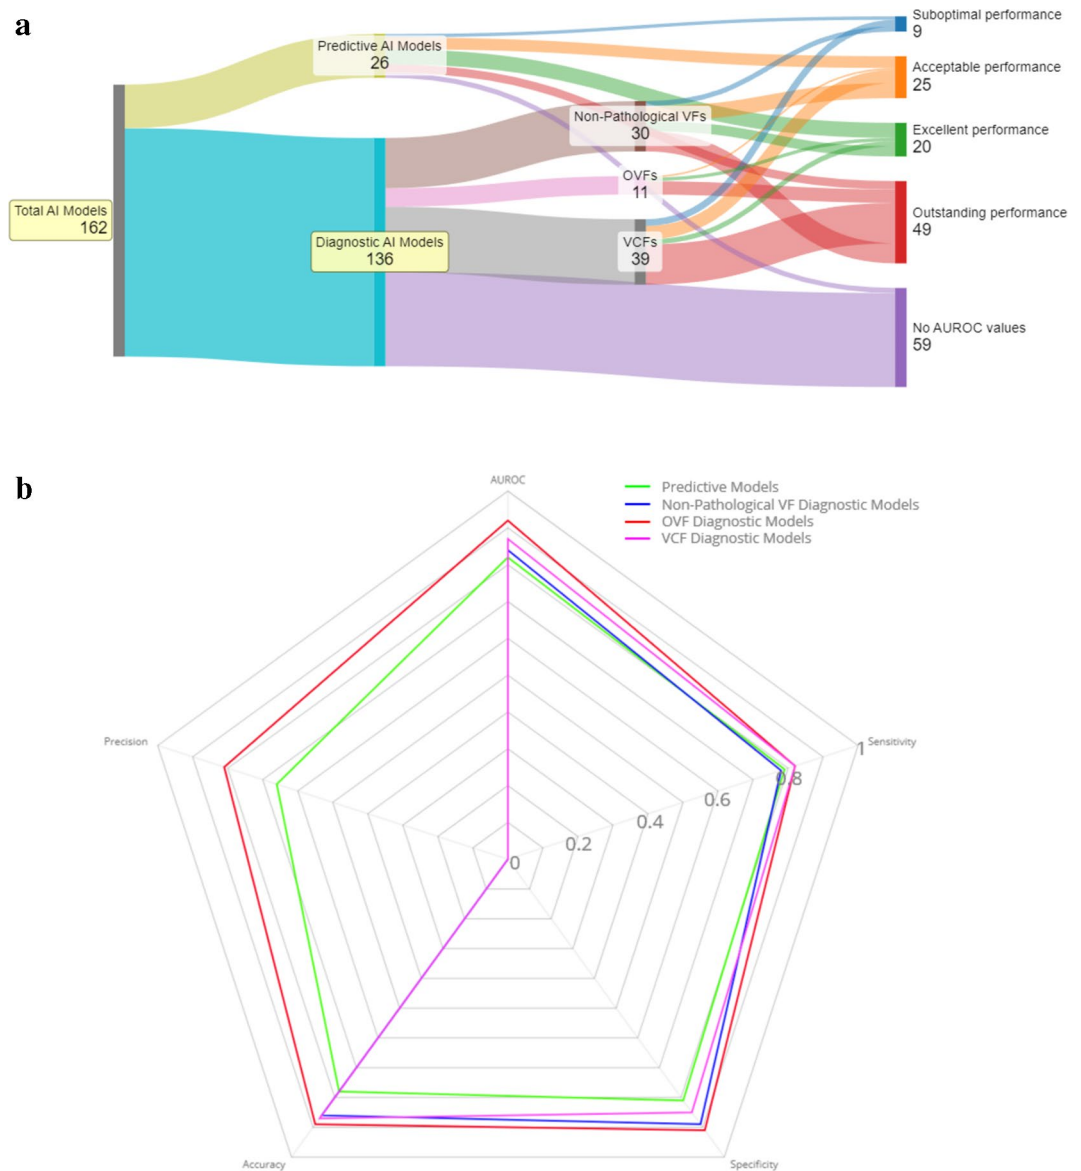 a
Suboptimal performance
9
Predictive AI Models
26
Acceptable performance
25
Non-Pathological VFs
30
Excellent performance
20
OVFs
11
Total AI Models
162
Outstanding performance
49
Diagnostic AI Models
136
VCFs
39
No AUROC values
59
b
AUROC
Predictive Models
Non-Pathological VF Diagnostic Models
OVF Diagnostic Models
VCF Diagnostic Models
Precision
1 Sensitivity
0.8
0.6
0.4
0.2
0
Accuracy
Specificity